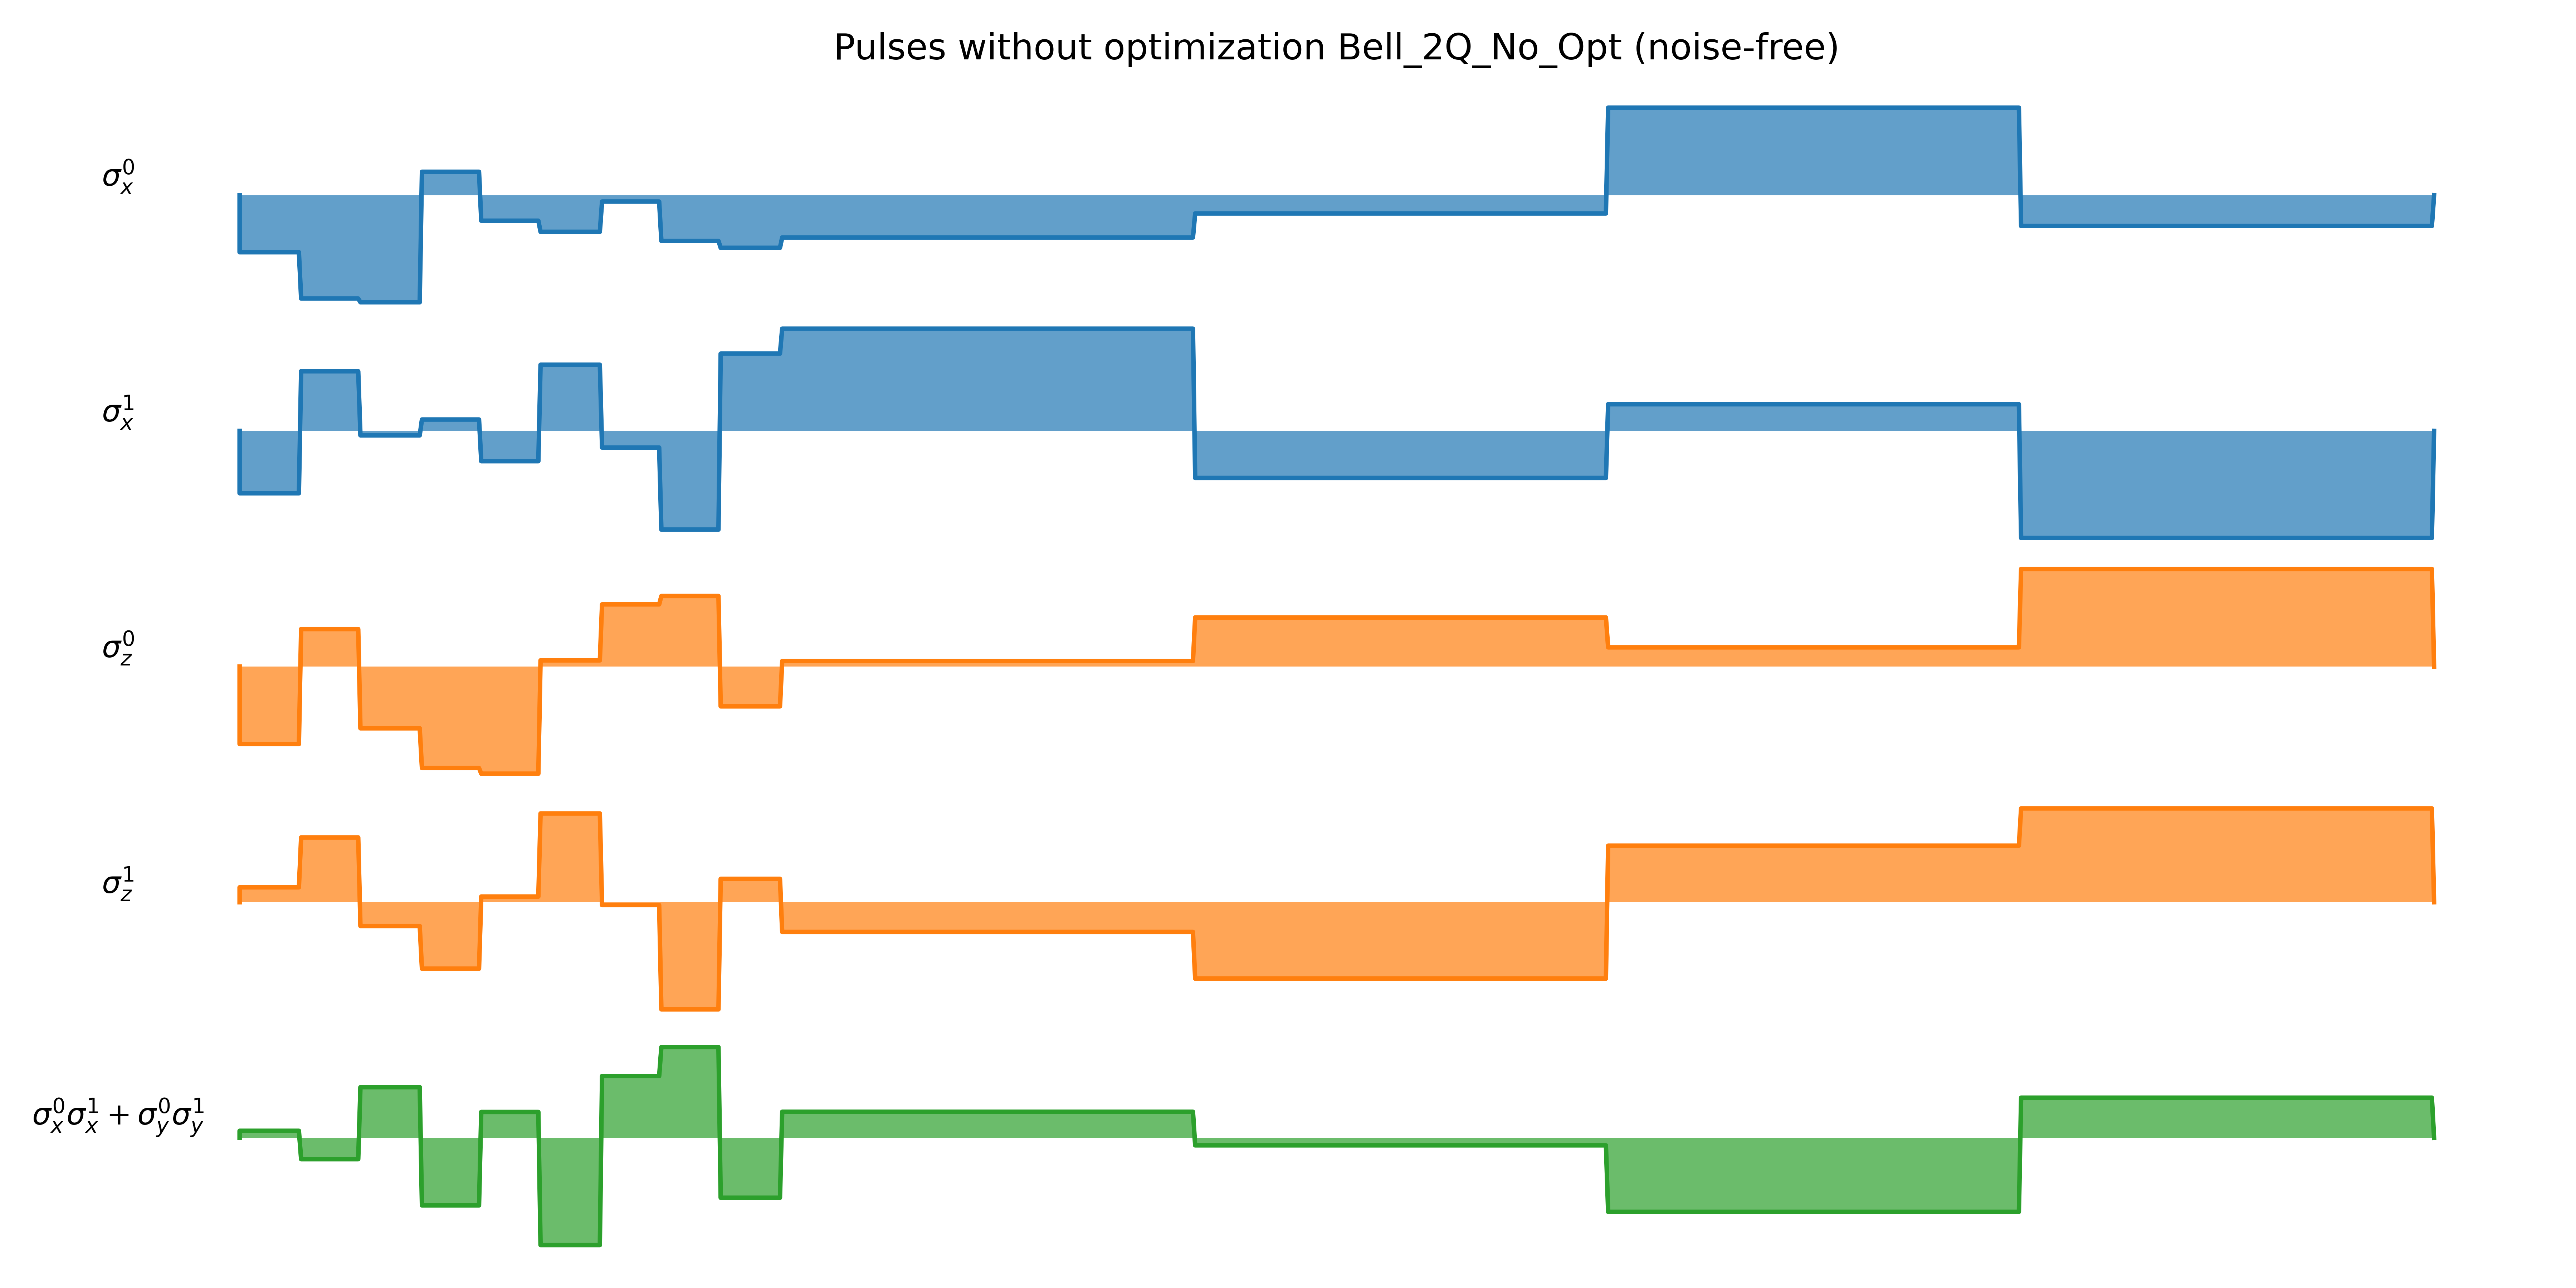 Pulses without optimization Bell_2Q_No_Opt (noise-free)
σ_x^0
σ_x^1
σ_z^0
σ_z^1
σ_x^0σ_x^1 + σ_y^0σ_y^1